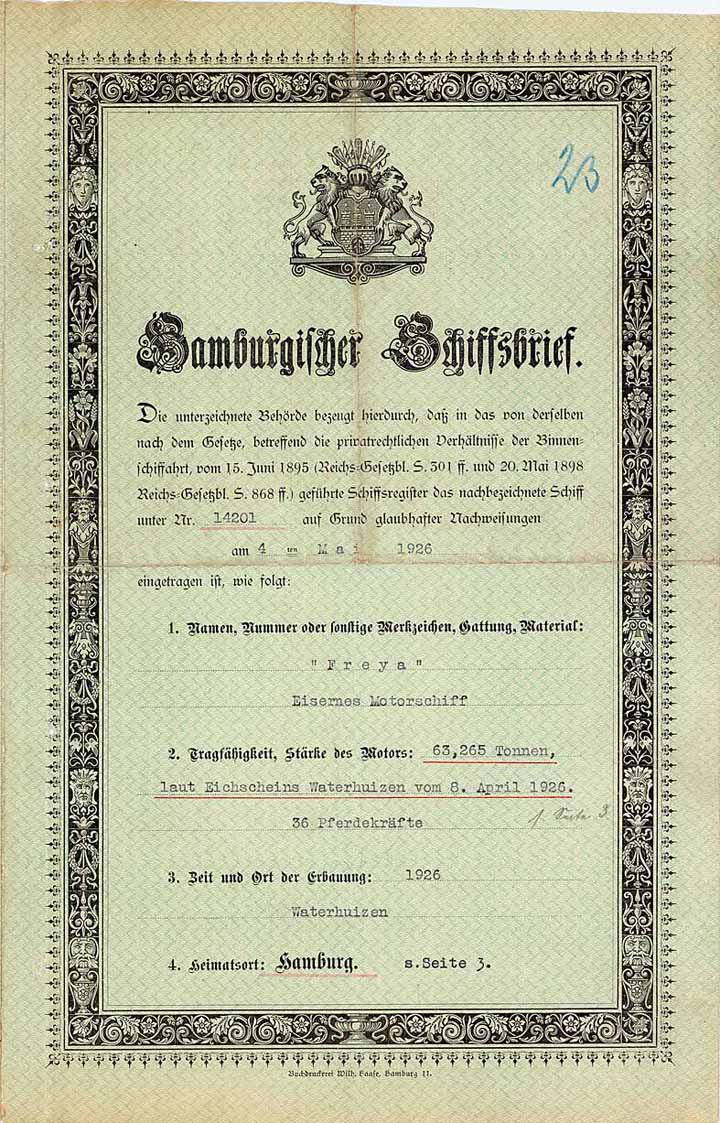 23
Hamburgischer Schiffsbrief.
Die unterzeichnete Behörde bezeugt hierdurch, daß in das von derselben
nach dem Gesetze, betreffend die privatrechtlichen Verhältnisse der Binnen-
schiffahrt, vom 15. Juni 1895 (Reichs-Gesetzbl. S. 301 ff. und 20. Mai 1898
Reichs-Gesetzbl. S. 868 ff.) geführte Schiffsregister das nachbezeichnete Schiff
unter Nr. 14201 auf Grund glaubhafter Nachweisungen
am 4 ten Mai 1926
eingetragen ist, wie folgt:
1. Namen, Nummer oder sonstige Merkzeichen, Gattung, Material:
"Freya"
Eisernes Motorschiff
2. Tragfähigkeit, Stärke des Motors: 63,265 Tonnen,
laut Eichscheins Waterhuizen vom 8. April 1926.
36 Pferdekräfte
s. Seite 3.
3. Zeit und Ort der Erbauung: 1926
Waterhuizen
4. Heimatsort: Hamburg. s.Seite 3.
Buchdruckerei Wilh. Haase, Hamburg 11.